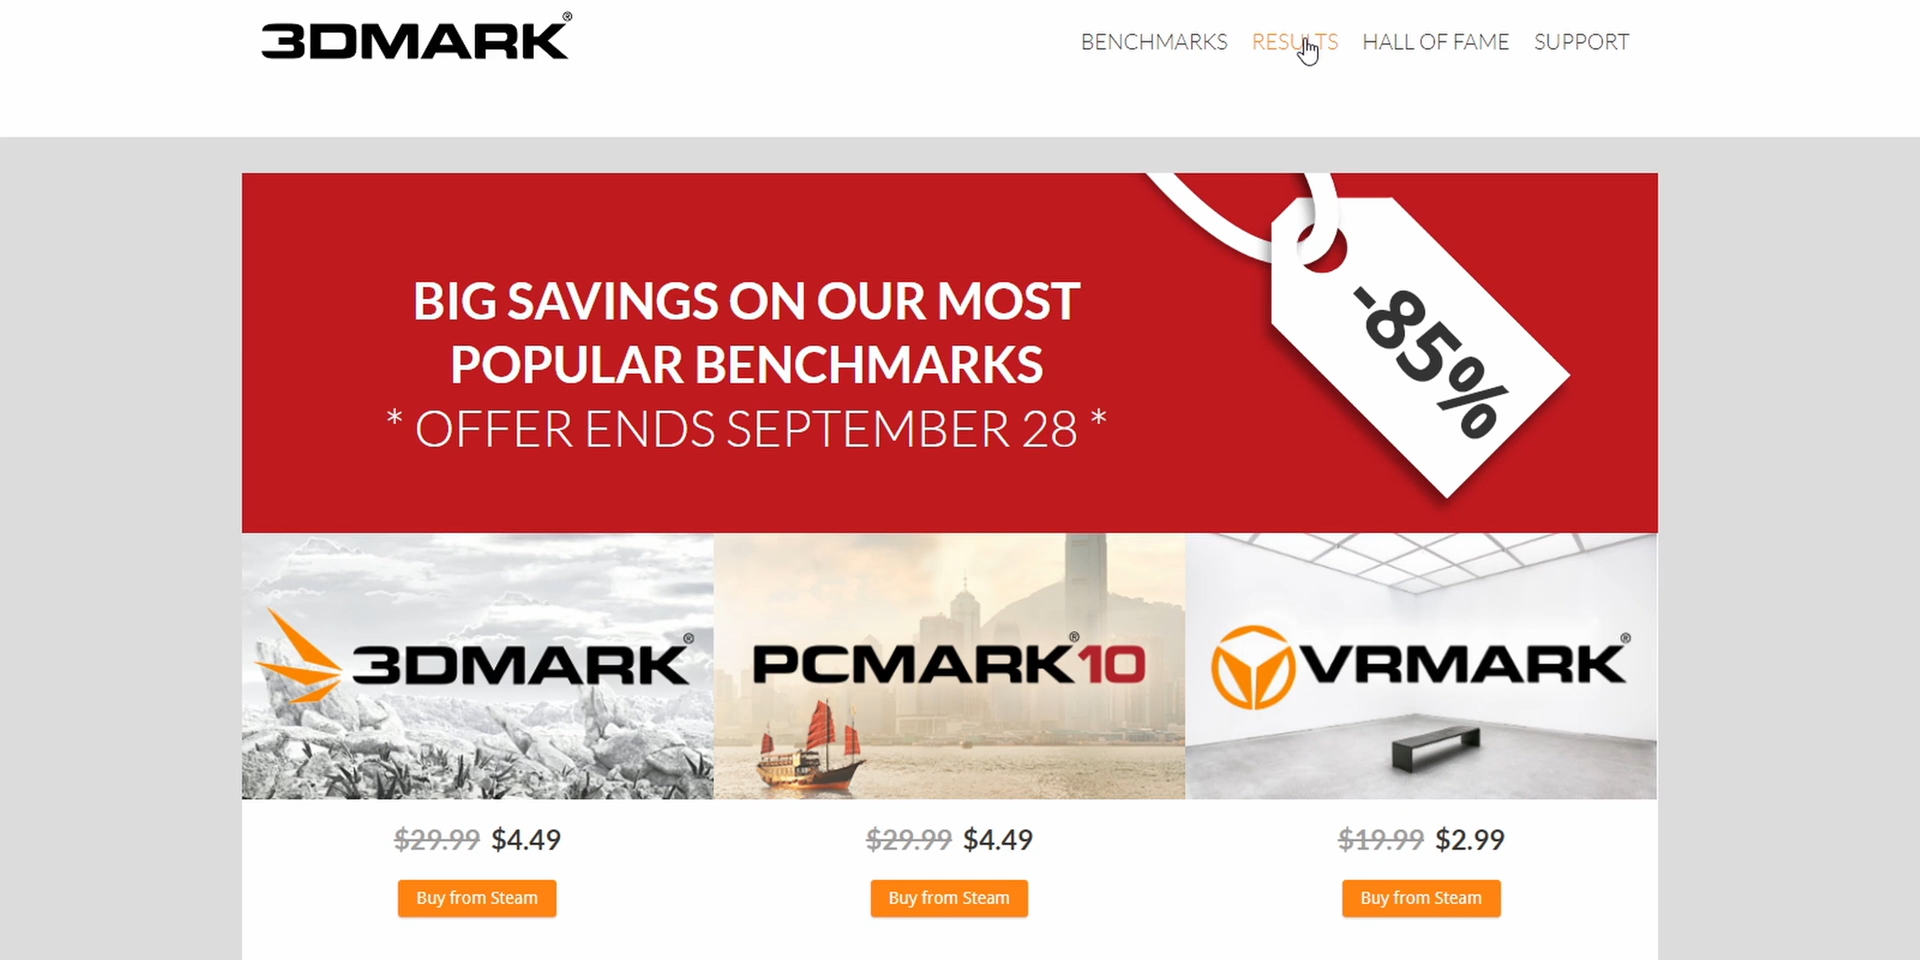 3DMARK®
BENCHMARKS RESULTS HALL OF FAME SUPPORT
BIG SAVINGS ON OUR MOST
POPULAR BENCHMARKS
* OFFER ENDS SEPTEMBER 28 *
-85%
3DMARK®
PCMARK®10
VRMARK®
$29.99 $4.49
$29.99 $4.49
$19.99 $2.99
Buy from Steam
Buy from Steam
Buy from Steam